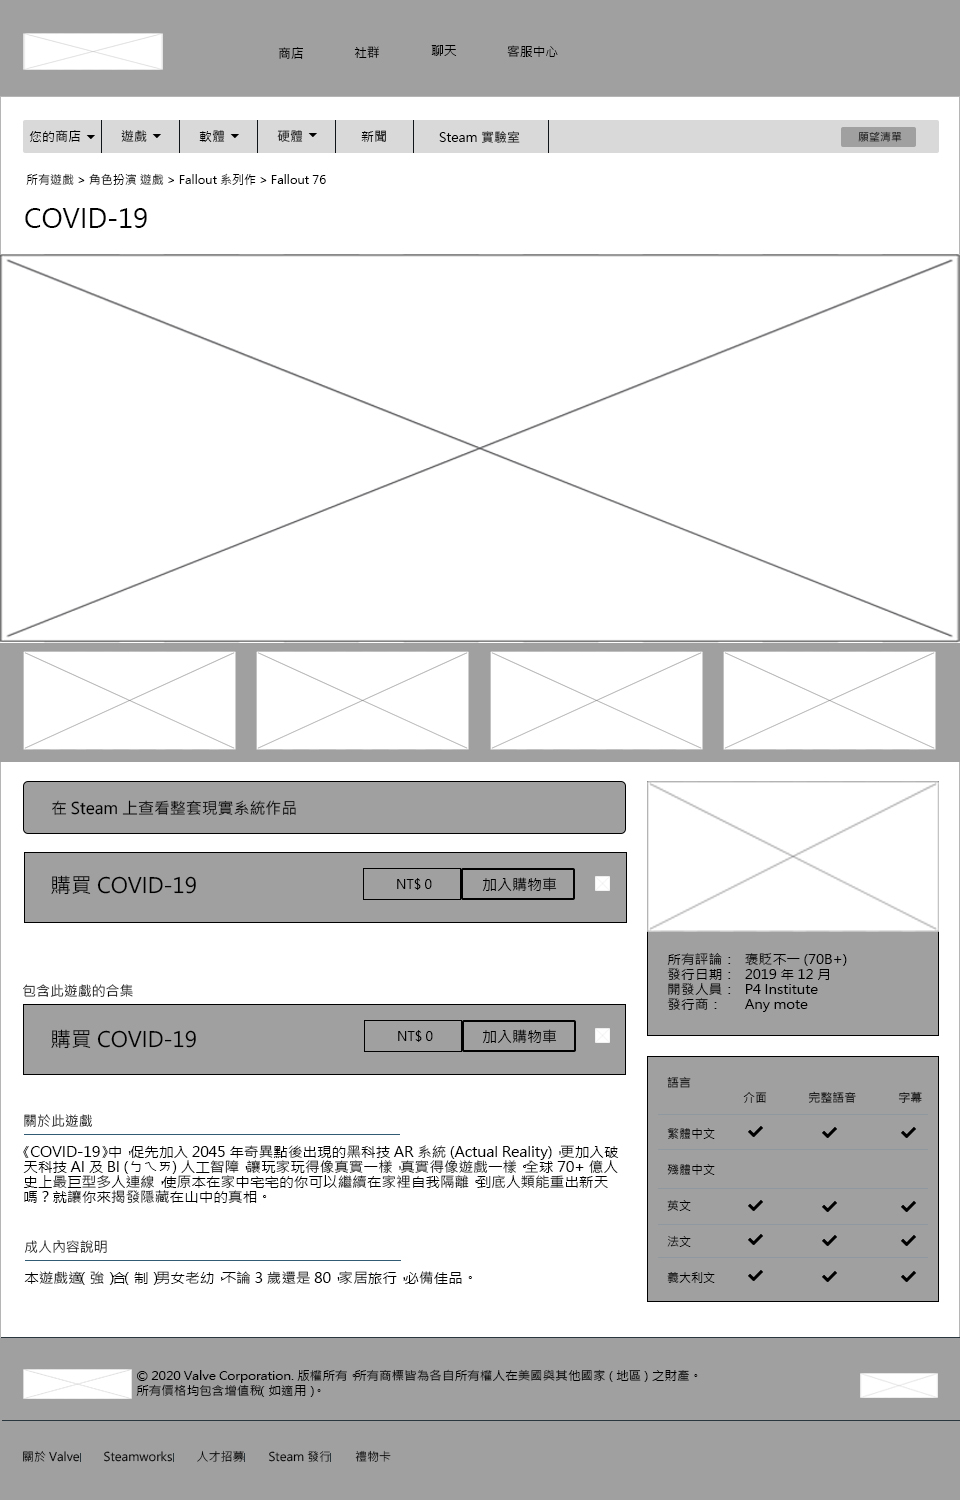 商店 社群 聊天 客服中心
您的商店 遊戲 軟體 硬體 新聞 Steam 實驗室 願望清單
所有遊戲 > 角色扮演 遊戲 > Fallout 系列作 > Fallout 76
COVID-19
在 Steam 上查看整套現實系統作品
購買 COVID-19 NT$ 0 加入購物車
包含此遊戲的合集
購買 COVID-19 NT$ 0 加入購物車
關於此遊戲
《COVID-19》中，促先加入 2045 年奇異點後出現的黑科技 AR 系統 (Actual Reality)，更加入破
天科技 AI 及 BI (ㄅㄟㄞ) 人工智障，讓玩家玩得像真實一樣，真實得像遊戲一樣，全球 70+ 億人
史上最巨型多人連線，使原本在家中宅宅的你可以繼續在家裡自我隔離，到底人類能重出新天
嗎？就讓你來揭發隱藏在山中的真相。
成人內容說明
本遊戲適( 強 )合( 制 )男女老幼，不論 3 歲還是 80，家居旅行，必備佳品。
所有評論： 褒貶不一 (70B+)
發行日期： 2019 年 12 月
開發人員： P4 Institute
發行商： Any mote
語言
介面 完整語音 字幕
繁體中文
殘體中文
英文
法文
義大利文
© 2020 Valve Corporation. 版權所有，所有商標皆為各自所有權人在美國與其他國家 ( 地區 ) 之財產。
所有價格均包含增值稅( 如適用 )。
關於 Valve| Steamworks| 人才招募| Steam 發行| 禮物卡